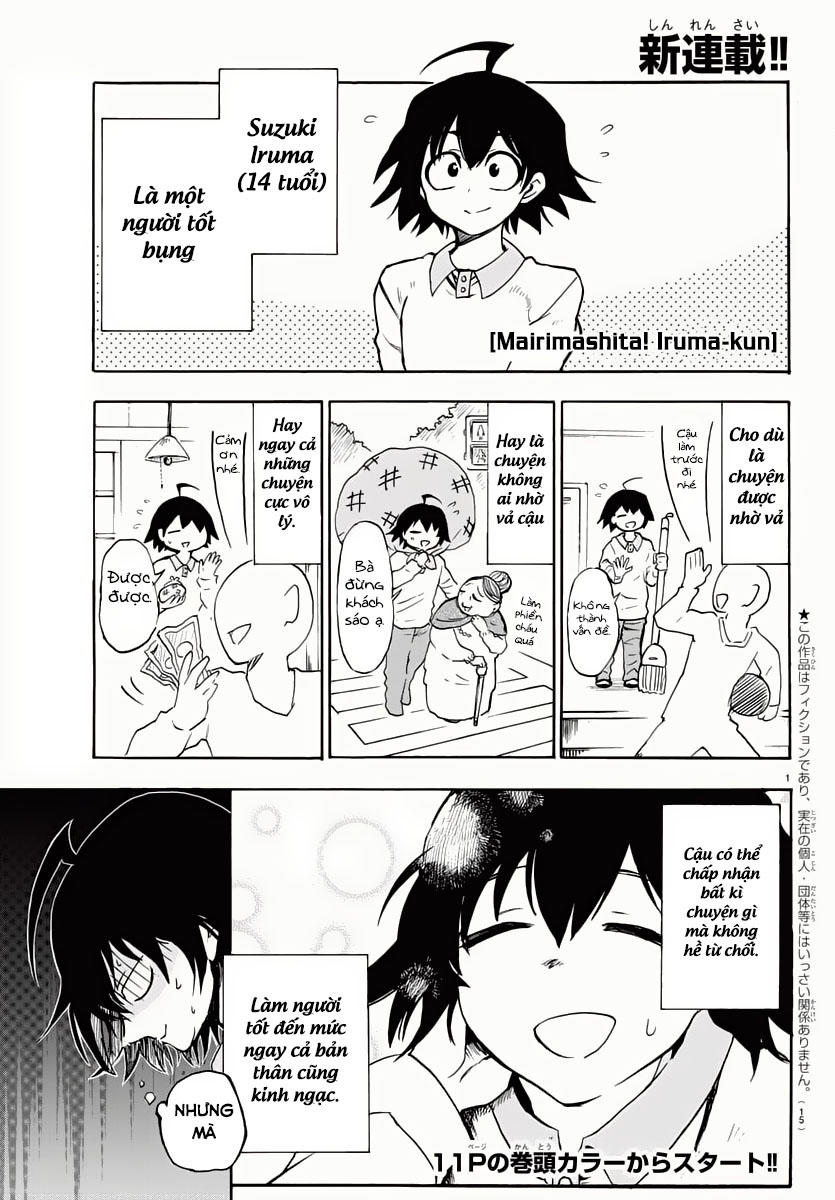 しん れん さい
新連載!!
Suzuki
Iruma
(14 tuổi)
Là một
người tốt
bụng
[Mairimashita! Iruma-kun]
Cho dù
là
chuyện
được
nhờ vả
Cậu
làm
trước
đi
nhé.
Không
thành
vấn đề.
Hay là
chuyện
không
ai nhờ
vả cậu
Bà
đừng
khách
sáo ạ.
Làm
phiền
cháu
quá
Hay
ngay cả
những
chuyện
cực vô
lý.
Cảm
ơn
nhé.
Được,
được.
1
★この作品はフィクションであり、実在の個人・団体等にはいっさい関係ありません。
(15)
Cậu có thể
chấp nhận
bất kì
chuyện gì
mà không
hề từ chối.
Làm người
tốt đến mức
ngay cả bản
thân cũng
kinh ngạc.
NHƯNG
MÀ
ページ かんとう
11Pの巻頭カラーからスタート!!